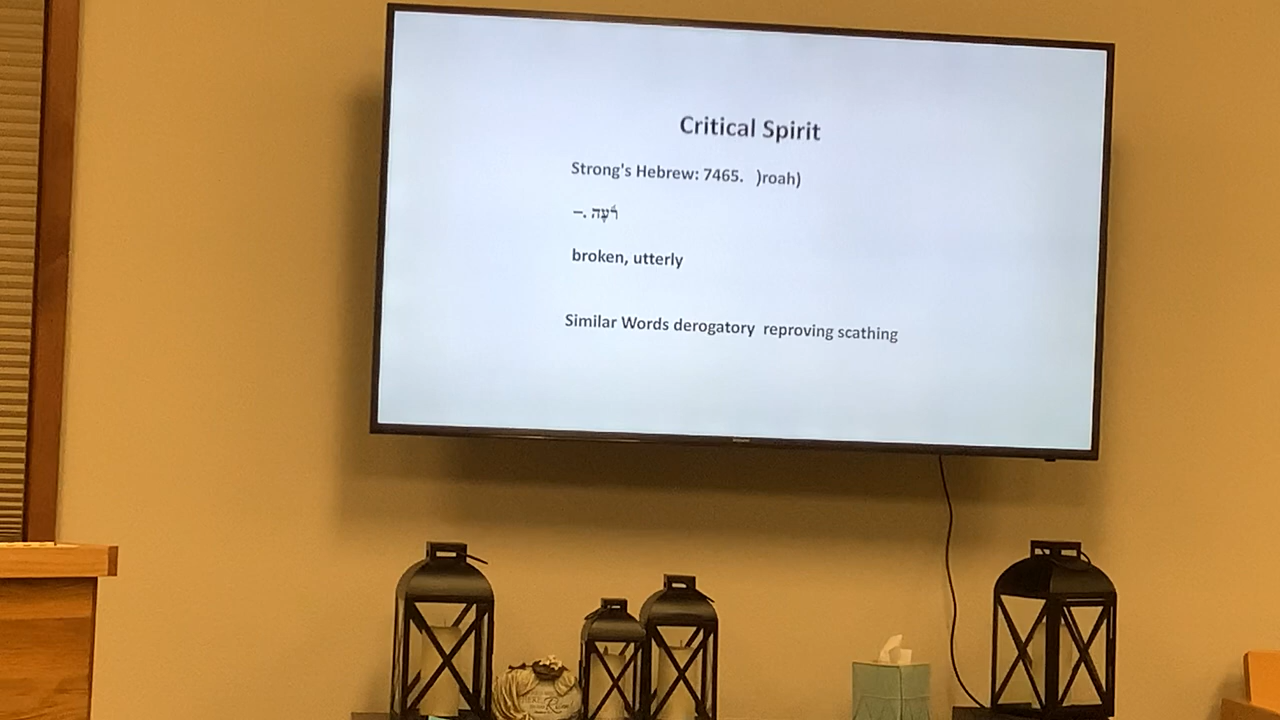 Critical Spirit
Strong's Hebrew: 7465. )roah)
רֹעָה .–
broken, utterly
Similar Words derogatory reproving scathing